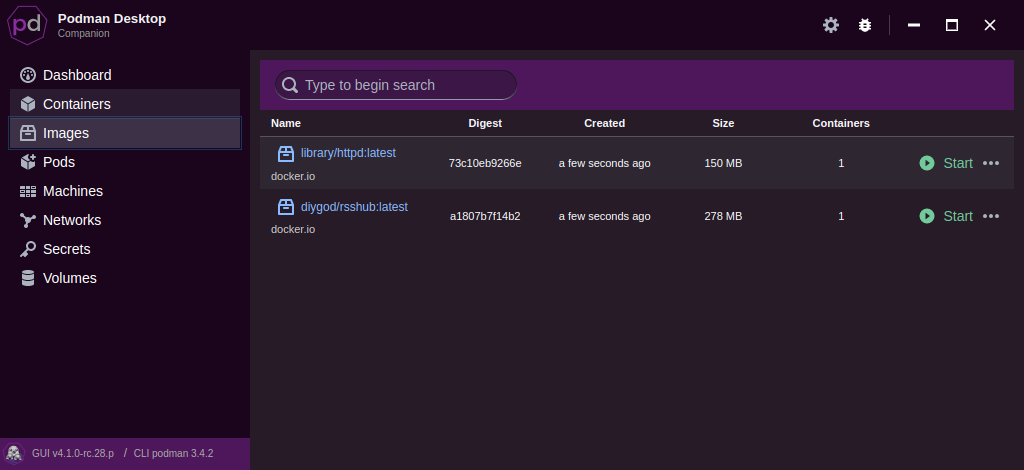 pd
Podman Desktop
Companion
Dashboard
Containers
Images
Pods
Machines
Networks
Secrets
Volumes
GUI v4.1.0-rc.28.p / CLI podman 3.4.2
Type to begin search
Name Digest Created Size Containers
library/httpd:latest
docker.io
73c10eb9266e a few seconds ago 150 MB 1 Start
diygod/rsshub:latest
docker.io
a1807b7f14b2 a few seconds ago 278 MB 1 Start